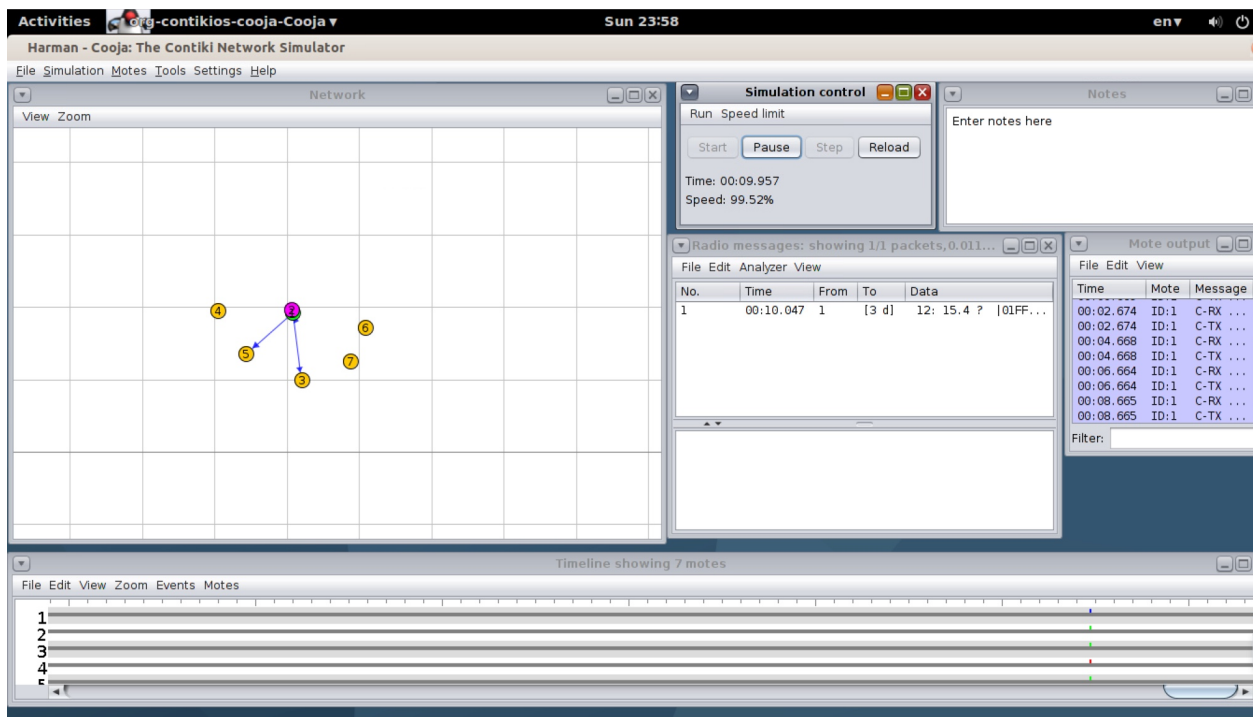 Activities org-contikios-cooja-Cooja ▾ Sun 23:58 en▾
Harman - Cooja: The Contiki Network Simulator
File Simulation Motes Tools Settings Help
Network
View Zoom
4
6
5
7
3
Simulation control
Run Speed limit
Start Pause Step Reload
Time: 00:09.957
Speed: 99.52%
Notes
Enter notes here
Radio messages: showing 1/1 packets,0.011...
File Edit Analyzer View
No. Time From To Data
1 00:10.047 1 [3 d] 12: 15.4 ? |01FF...
Mote output
File Edit View
Time Mote Message
00:02.674 ID:1 C-RX ...
00:02.674 ID:1 C-TX ...
00:04.668 ID:1 C-RX ...
00:04.668 ID:1 C-TX ...
00:06.664 ID:1 C-RX ...
00:06.664 ID:1 C-TX ...
00:08.665 ID:1 C-RX ...
00:08.665 ID:1 C-TX ...
Filter:
Timeline showing 7 motes
File Edit View Zoom Events Motes
1
2
3
4
5